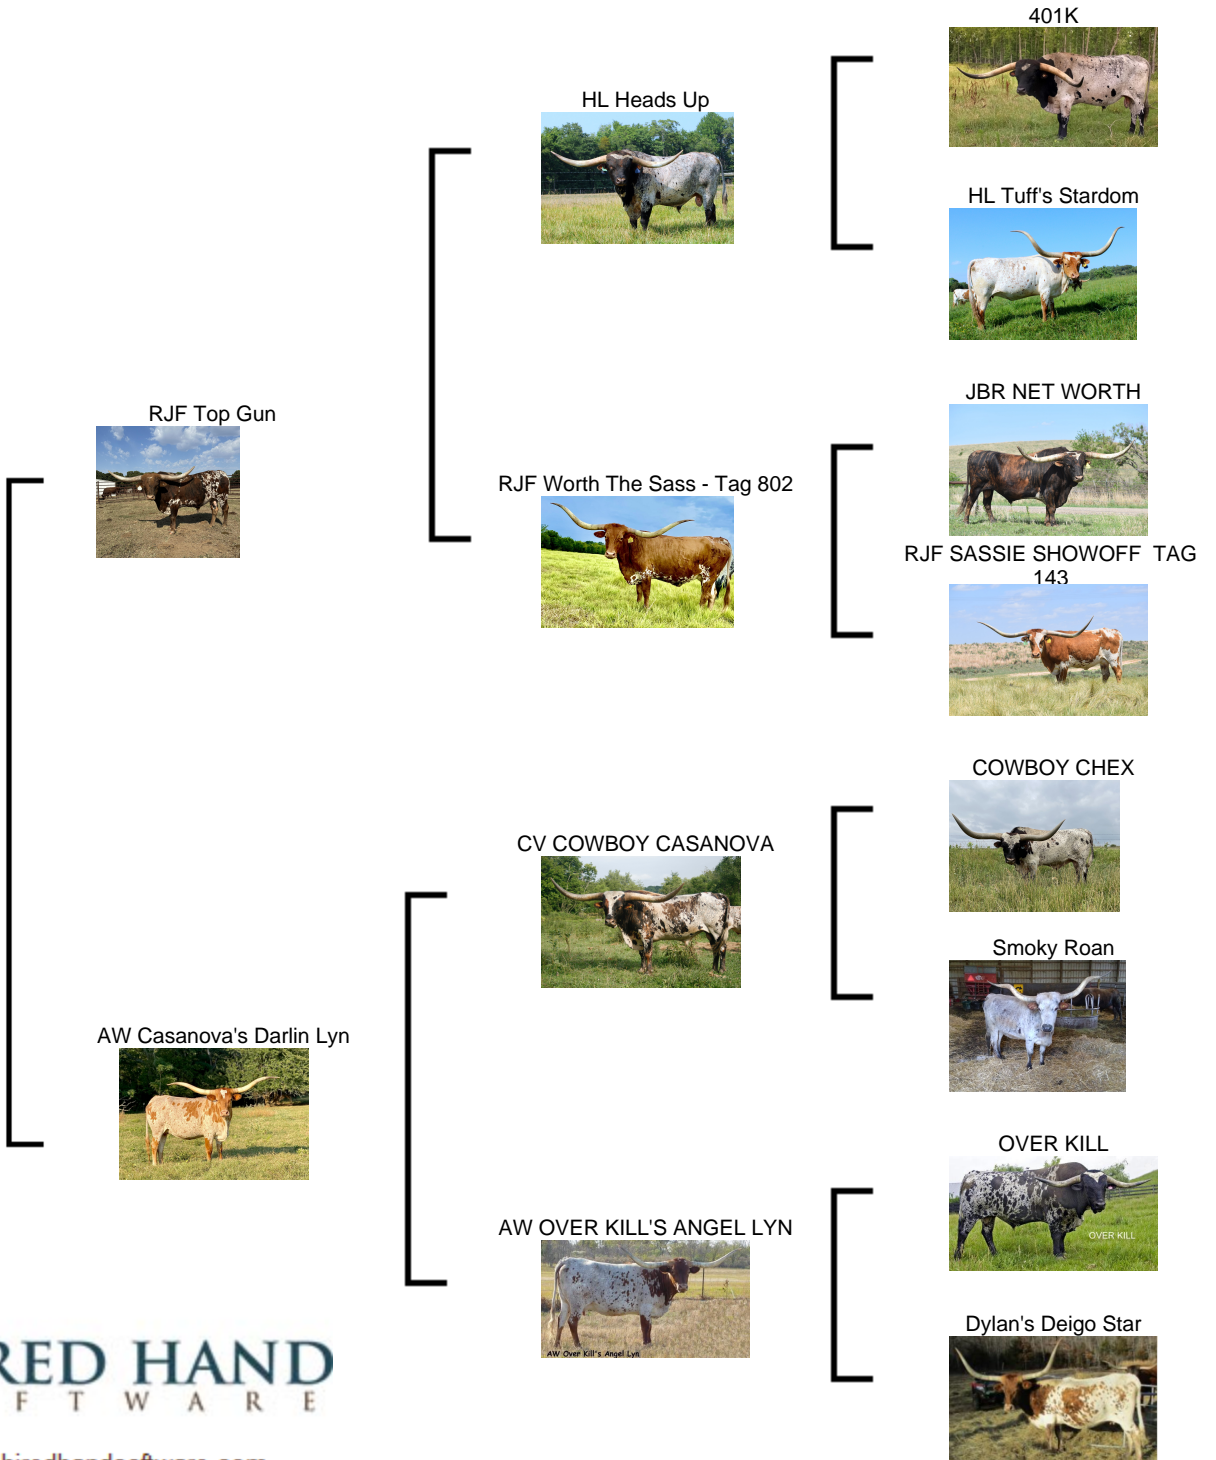 401K
HL Heads Up
HL Tuff's Stardom
JBR NET WORTH
RJF Top Gun
RJF Worth The Sass - Tag 802
RJF SASSIE SHOWOFF TAG
143
COWBOY CHEX
CV COWBOY CASANOVA
Smoky Roan
AW Casanova's Darlin Lyn
OVER KILL
OVER KILL
AW OVER KILL'S ANGEL LYN
AW Over Kill's Angel Lyn
Dylan's Deigo Star
RED HAND
F T W A R E